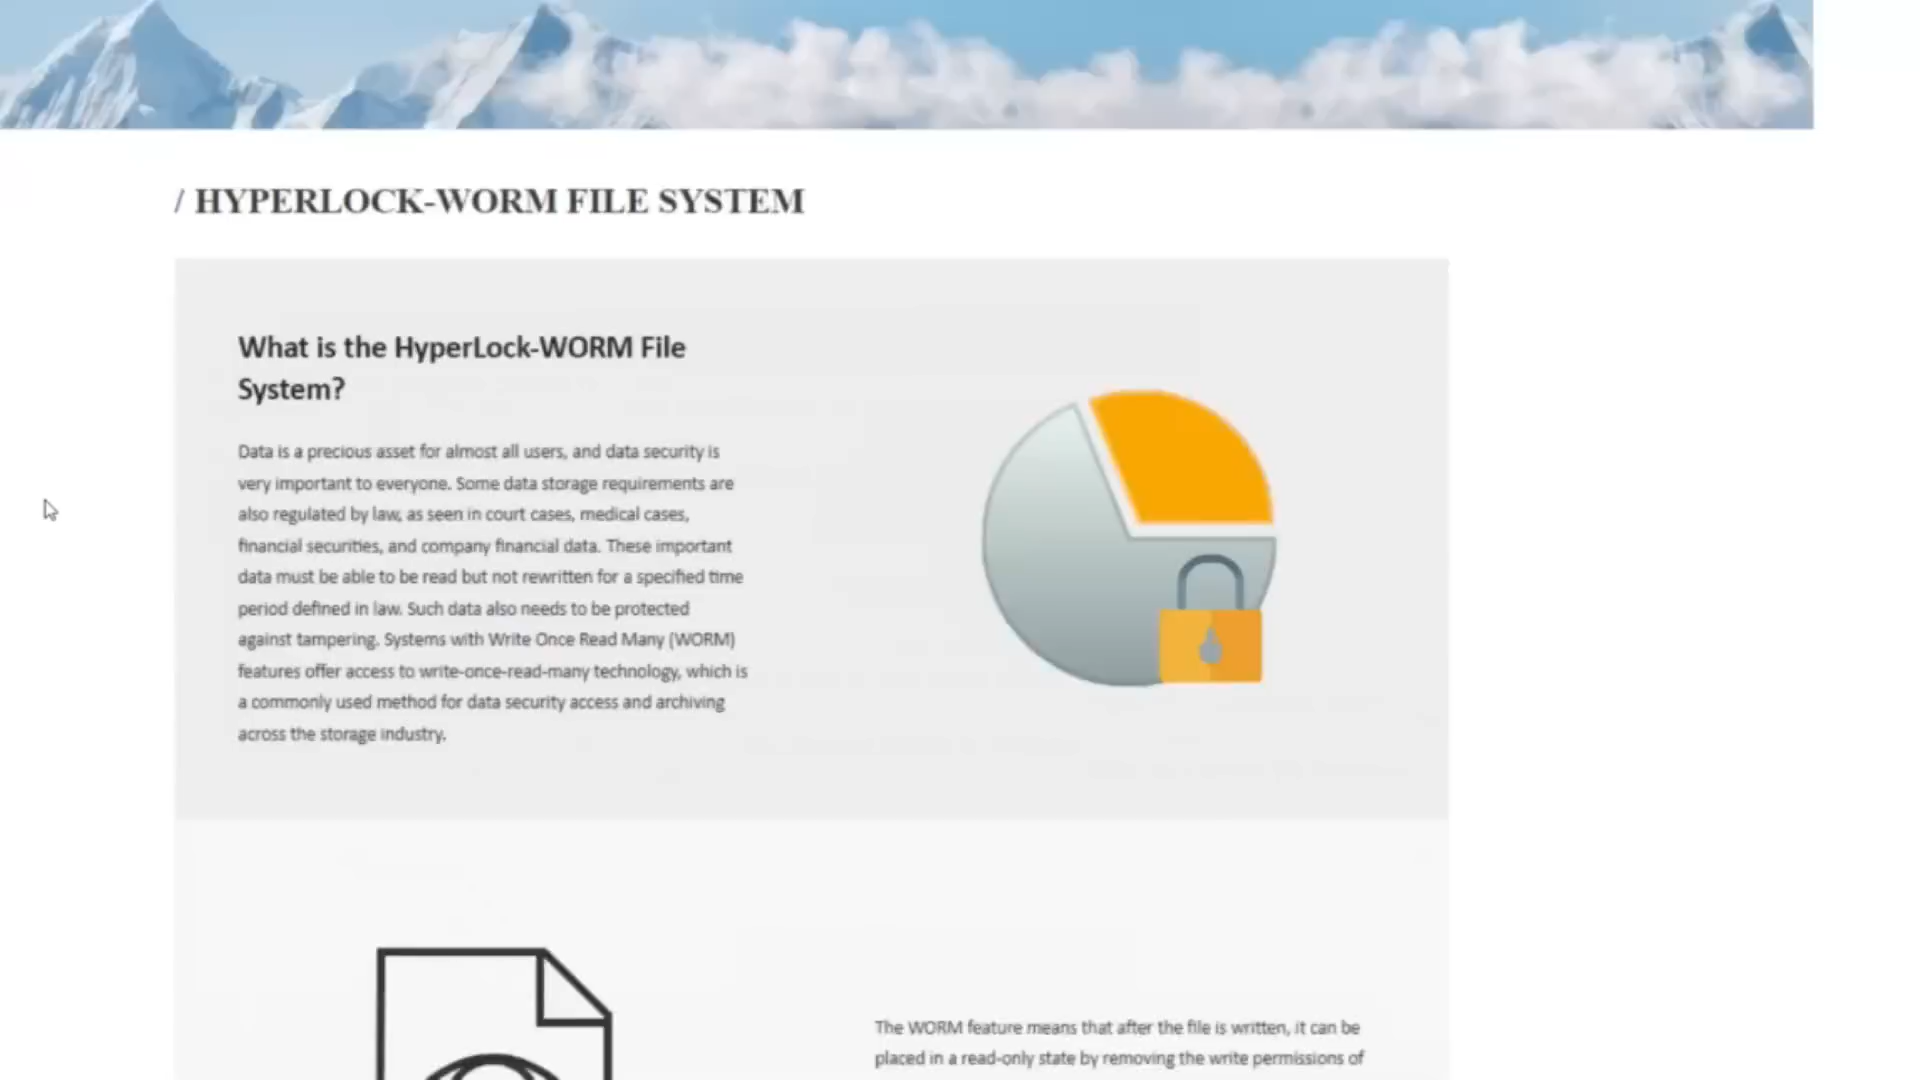 / HYPERLOCK-WORM FILE SYSTEM
What is the HyperLock-WORM File
System?
Data is a precious asset for almost all users, and data security is
very important to everyone. Some data storage requirements are
also regulated by law, as seen in court cases, medical cases,
financial securities, and company financial data. These important
data must be able to be read but not rewritten for a specified time
period defined in law. Such data also needs to be protected
against tampering. Systems with Write Once Read Many (WORM)
features offer access to write-once-read-many technology, which is
a commonly used method for data security access and archiving
across the storage industry.
The WORM feature means that after the file is written, it can be
placed in a read-only state by removing the write permissions of